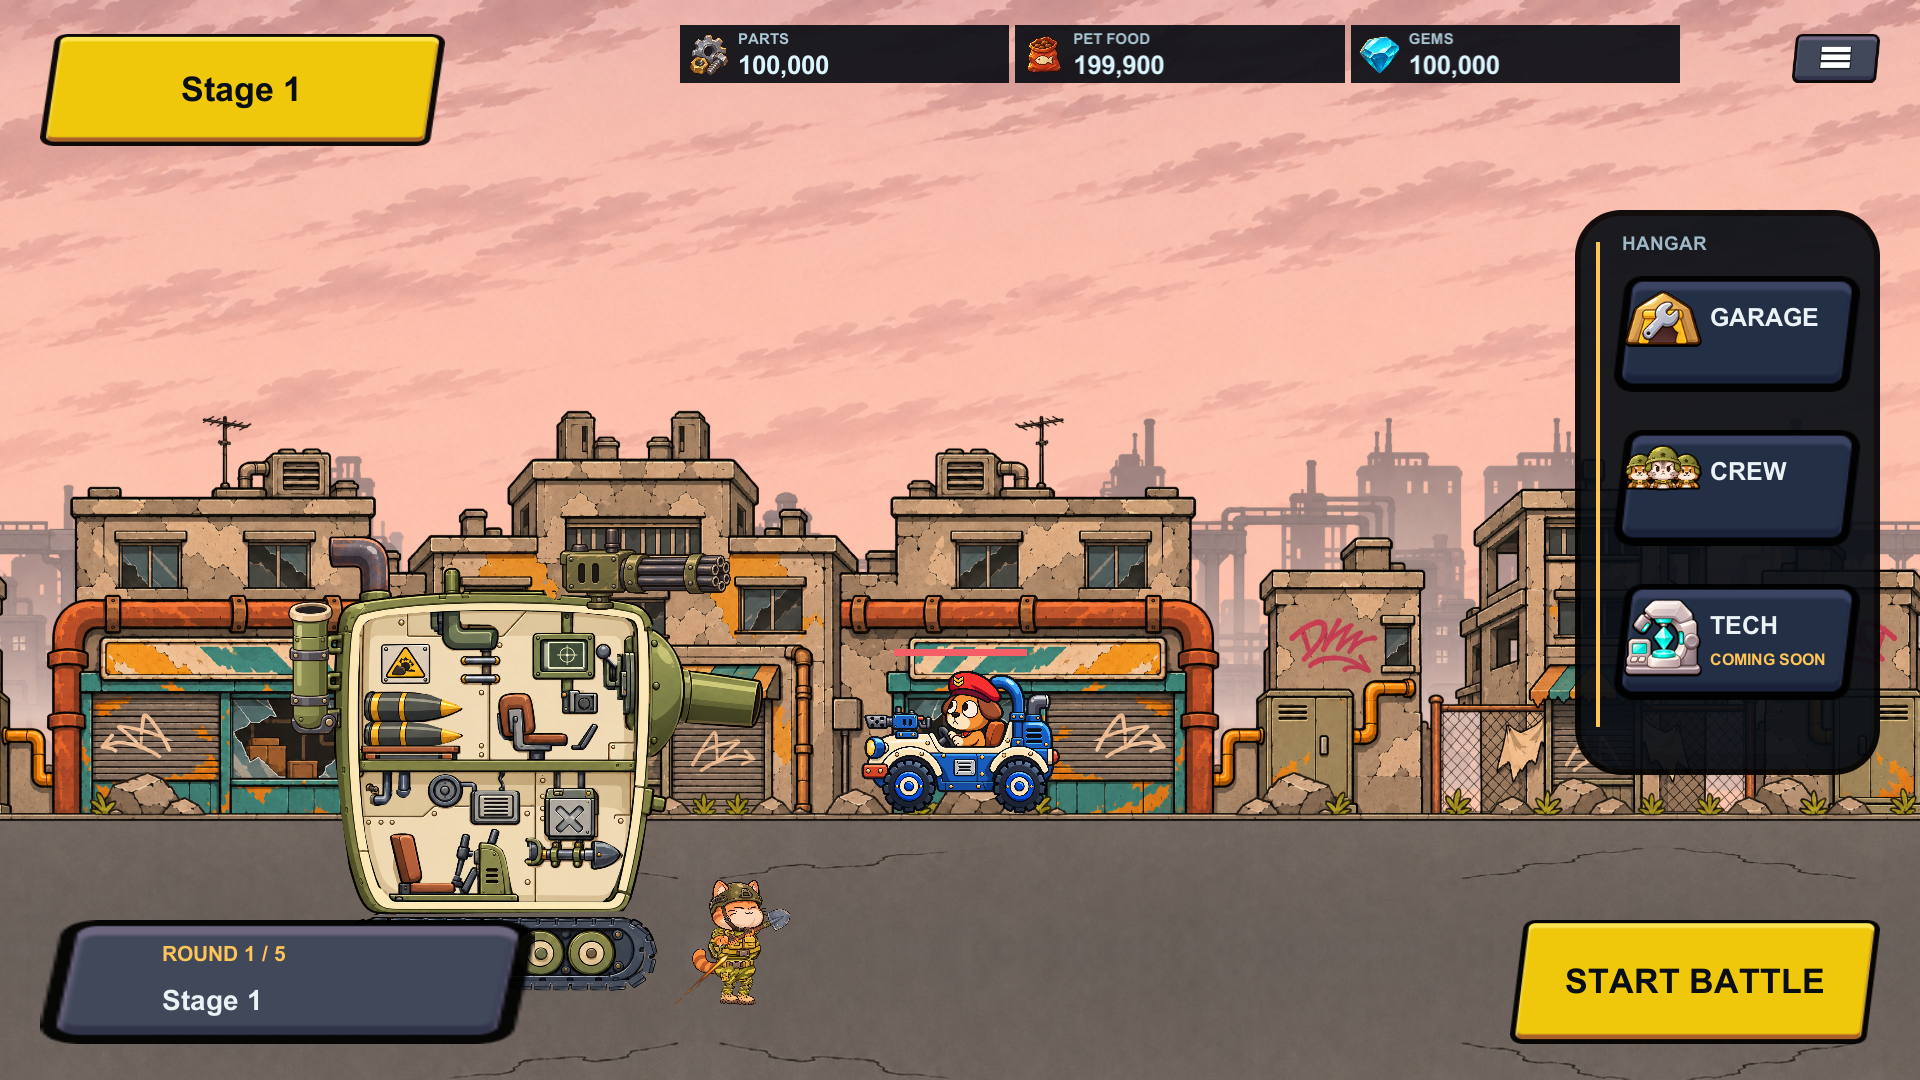 Stage 1
PARTS
100,000
PET FOOD
199,900
GEMS
100,000
HANGAR
GARAGE
CREW
TECH
COMING SOON
ROUND 1 / 5
Stage 1
START BATTLE